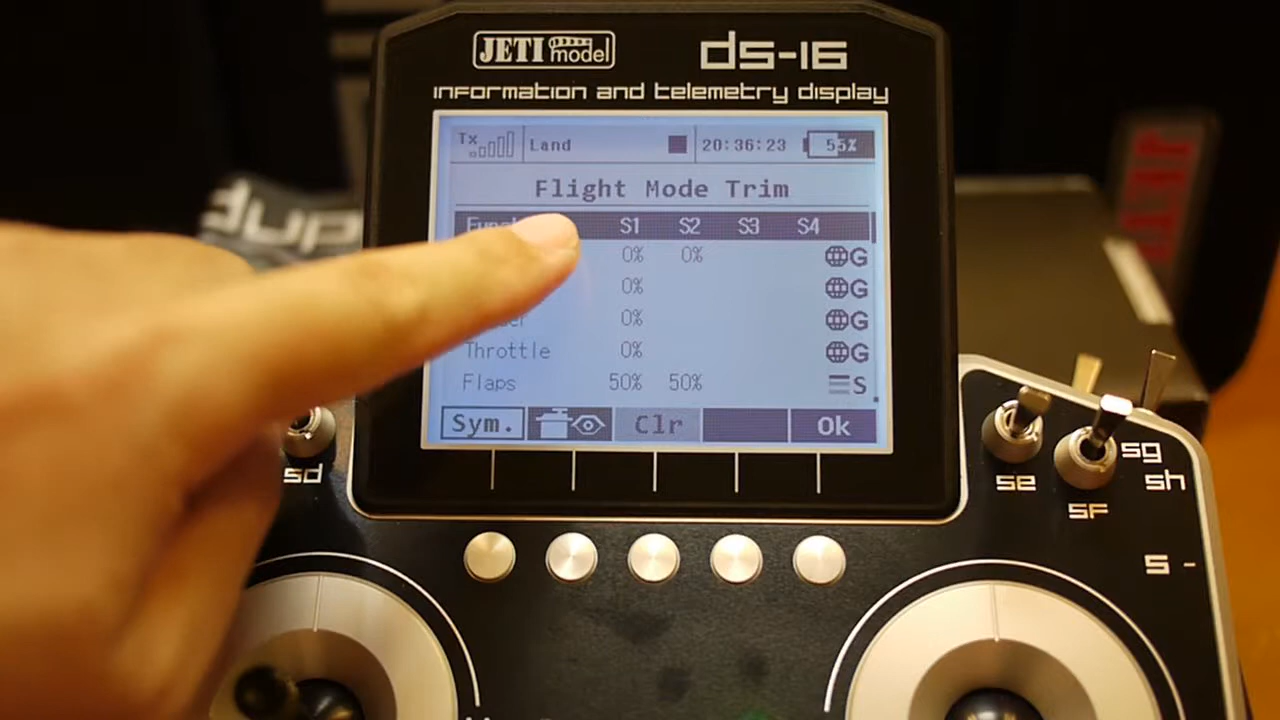 JETI model ds-16
information and telemetry display
Tx Land 20:36:23 55%
Flight Mode Trim
S1 S2 S3 S4
0% 0% G
0% G
0% G
Throttle 0% G
Flaps 50% 50% S
Sym. Clr Ok
sd
se
sf
sg
sh
S -